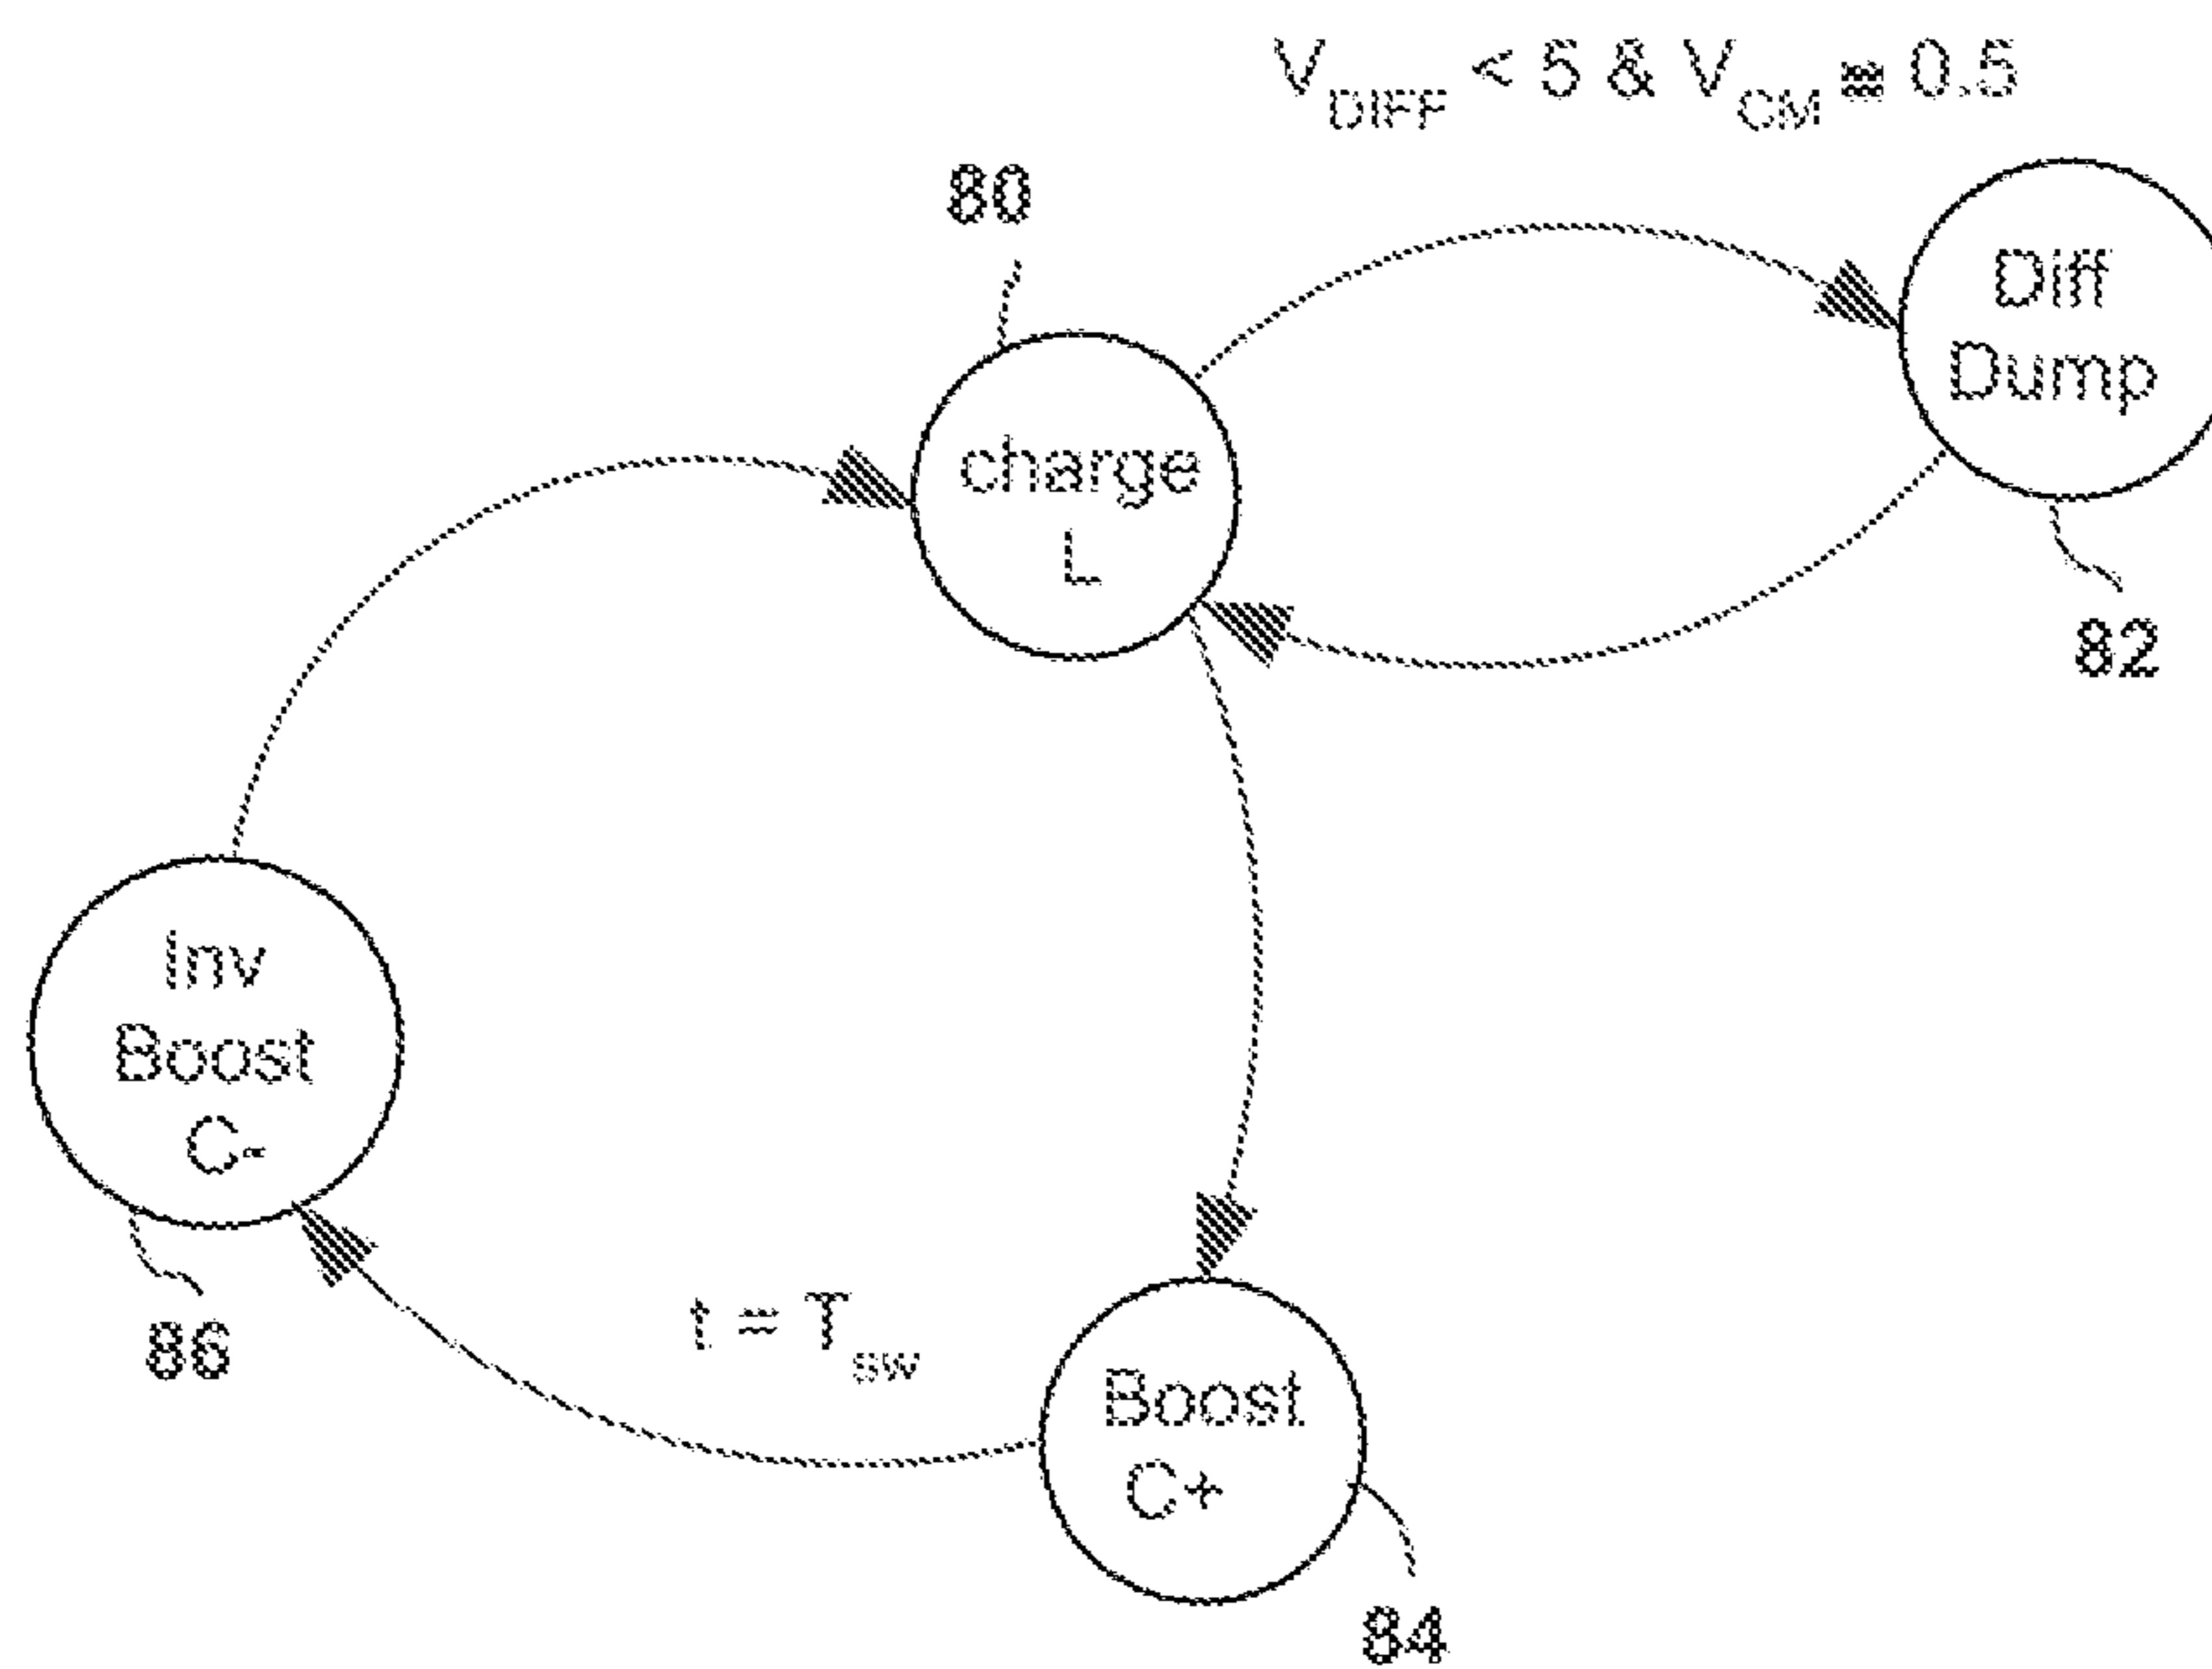 V_DIFF < 5 & V_CM ≅ 0.5
80
Diff
Dump
charge
L
82
Inv
Boost
C-
86
t = T_SW
Boost
C+
84